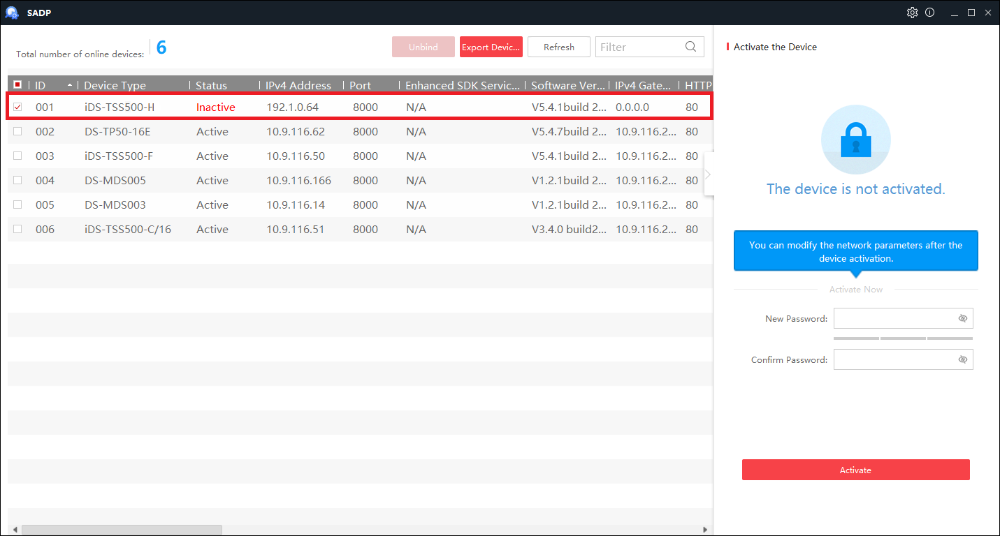 SADP
Total number of online devices: 6
Unbind Export Devic... Refresh Filter
ID Device Type Status IPv4 Address Port Enhanced SDK Servic... Software Ver... IPv4 Gate... HTTP
001 iDS-TSS500-H Inactive 192.1.0.64 8000 N/A V5.4.1build 2... 0.0.0.0 80
002 DS-TP50-16E Active 10.9.116.62 8000 N/A V5.4.7build 2... 10.9.116.2... 80
003 iDS-TSS500-F Active 10.9.116.50 8000 N/A V5.4.1build 2... 10.9.116.2... 80
004 DS-MDS005 Active 10.9.116.166 8000 N/A V1.2.1build 2... 10.9.116.2... 80
005 DS-MDS003 Active 10.9.116.14 8000 N/A V1.2.1build 2... 10.9.116.2... 80
006 iDS-TSS500-C/16 Active 10.9.116.51 8000 N/A V3.4.0 build2... 10.9.116.2... 80
Activate the Device
The device is not activated.
You can modify the network parameters after the
device activation.
Activate Now
New Password:
Confirm Password:
Activate